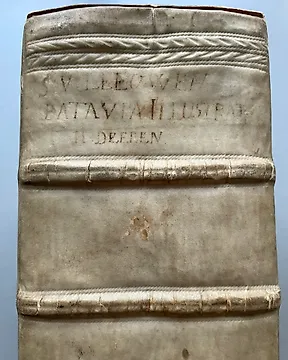 S. V. LEEUWEN
BATAVIA ILLUSTRAT
II DEELEN